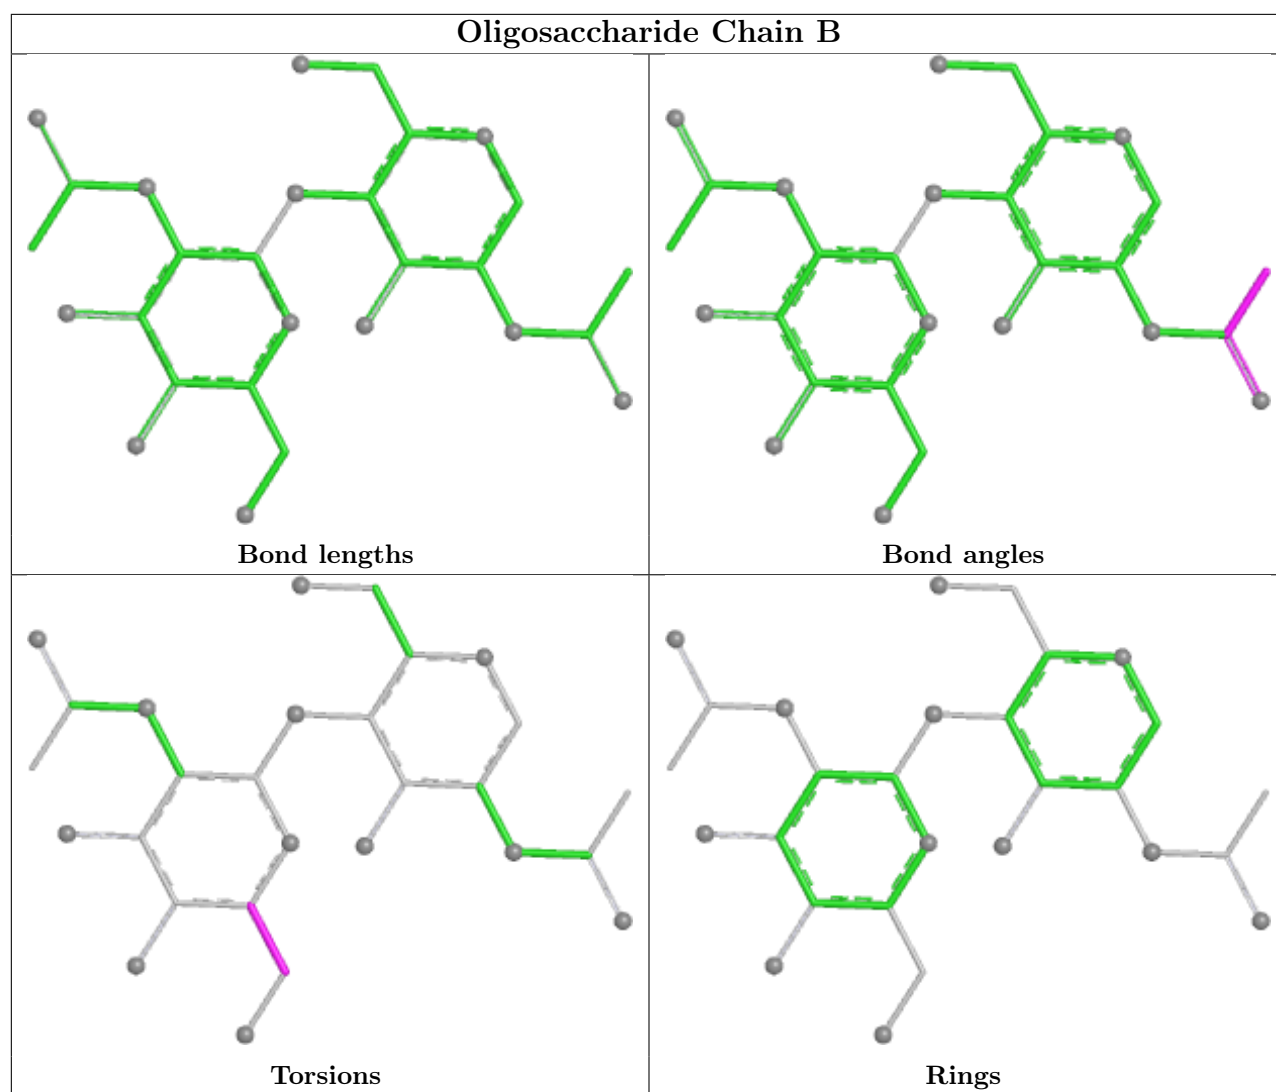 Oligosaccharide Chain B
Bond lengths
Bond angles
Torsions
Rings